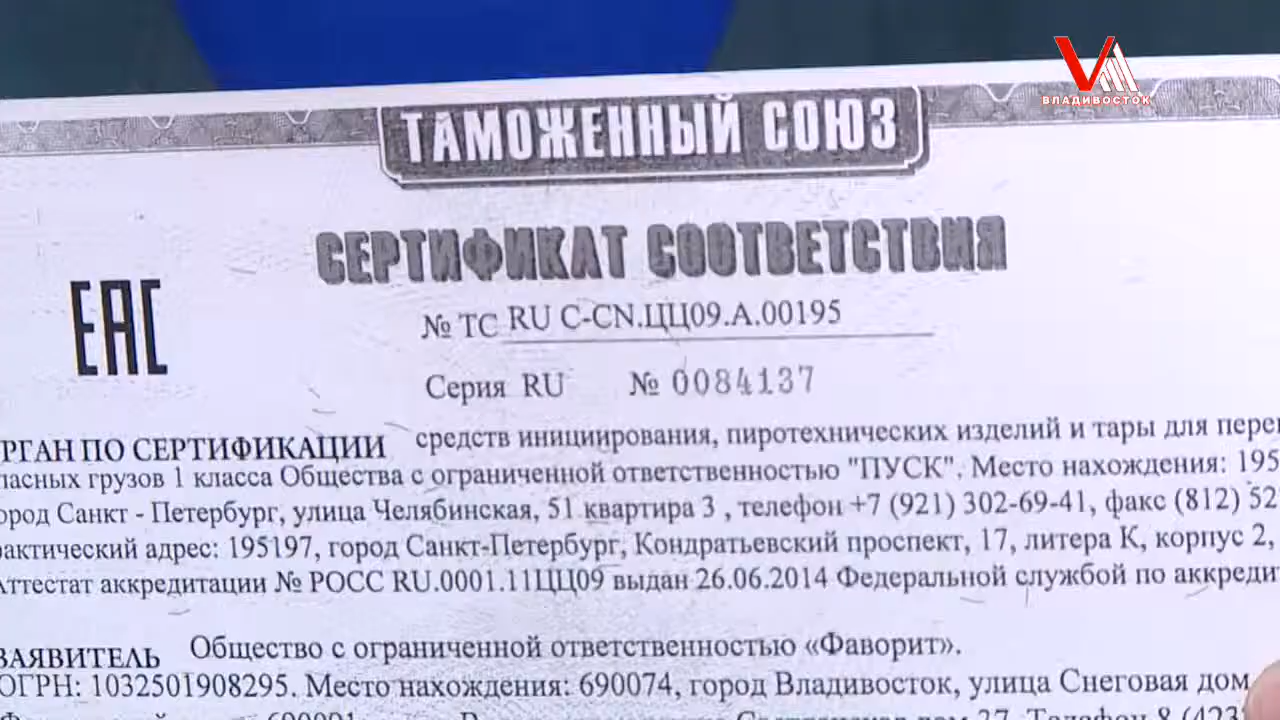 ВЛАДИВОСТОК
ТАМОЖЕННЫЙ СОЮЗ
СЕРТИФИКАТ СООТВЕТСТВИЯ
ЕАС
№ ТС RU С-CN.ЦЦ09.А.00195
Серия RU № 0084137
РГАН ПО СЕРТИФИКАЦИИ средств инициирования, пиротехнических изделий и тары для пере
пасных грузов 1 класса Общества с ограниченной ответственностью "ПУСК". Место нахождения: 195
ород Санкт - Петербург, улица Челябинская, 51 квартира 3 , телефон +7 (921) 302-69-41, факс (812) 52
рактический адрес: 195197, город Санкт-Петербург, Кондратьевский проспект, 17, литера К, корпус 2,
Аттестат аккредитации № РОСС RU.0001.11ЦЦ09 выдан 26.06.2014 Федеральной службой по аккреди
ЗАЯВИТЕЛЬ Общество с ограниченной ответственностью «Фаворит».
ОГРН: 1032501908295. Место нахождения: 690074, город Владивосток, улица Снеговая дом